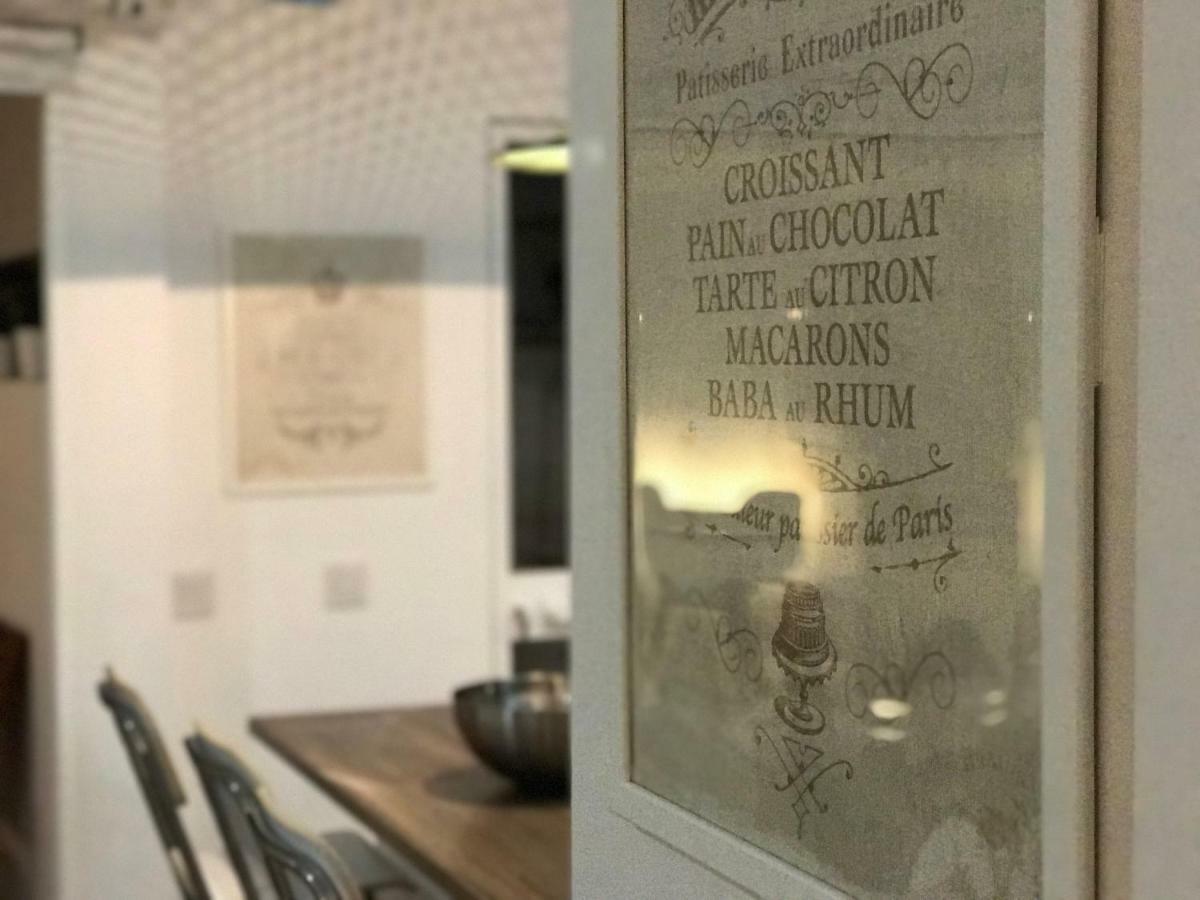 Patisserie Extraordinaire
CROISSANT
PAIN AU CHOCOLAT
TARTE AU CITRON
MACARONS
BABA AU RHUM
de Paris